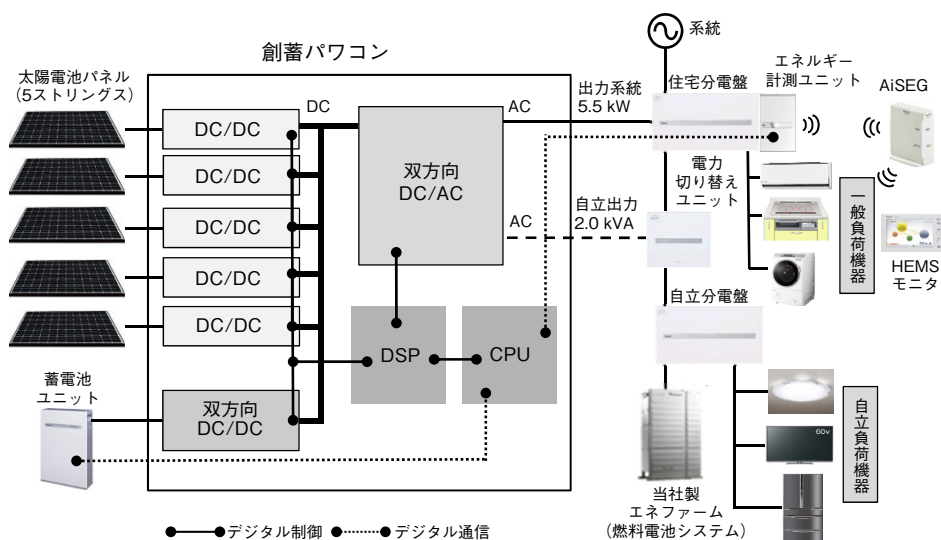 系統
創蓄パワコン
太陽電池パネル
(5ストリングス)
DC
AC
出力系統
5.5 kW
住宅分電盤
エネルギー
計測ユニット
AiSEG
DC/DC
DC/DC
DC/DC
DC/DC
DC/DC
双方向
DC/AC
電力
切り替え
ユニット
AC
自立出力
2.0 kVA
一般負荷機器
HEMS
モニタ
自立分電盤
DSP
CPU
蓄電池
ユニット
双方向
DC/DC
60v
自立負荷機器
当社製
エネファーム
(燃料電池システム)
デジタル制御
デジタル通信